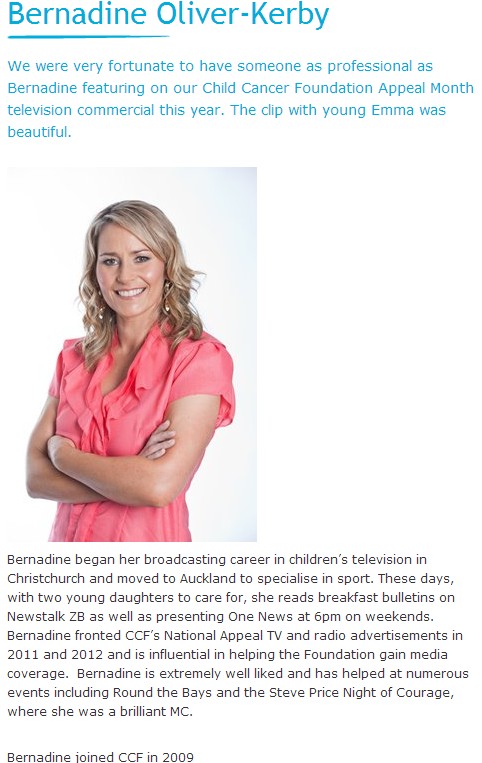 Bernadine Oliver-Kerby
We were very fortunate to have someone as professional as
Bernadine featuring on our Child Cancer Foundation Appeal Month
television commercial this year. The clip with young Emma was
beautiful.
Bernadine began her broadcasting career in children's television in
Christchurch and moved to Auckland to specialise in sport. These days,
with two young daughters to care for, she reads breakfast bulletins on
Newstalk ZB as well as presenting One News at 6pm on weekends.
Bernadine fronted CCF's National Appeal TV and radio advertisements in
2011 and 2012 and is influential in helping the Foundation gain media
coverage.  Bernadine is extremely well liked and has helped at numerous
events including Round the Bays and the Steve Price Night of Courage,
where she was a brilliant MC.
Bernadine joined CCF in 2009